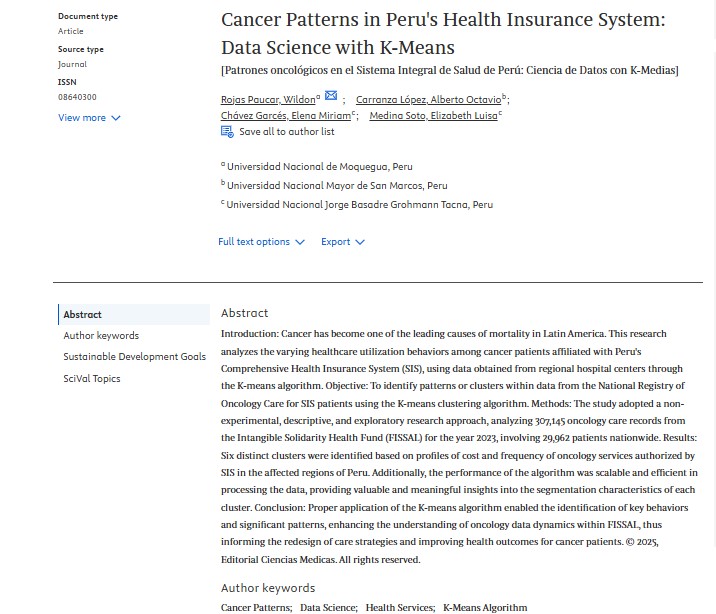 Document type
Article
Source type
Journal
ISSN
08640300
View more
Cancer Patterns in Peru's Health Insurance System:
Data Science with K-Means
[Patrones oncológicos en el Sistema Integral de Salud de Perú: Ciencia de Datos con K-Medias]
Rojas Paucar, Wildon a ; Carranza López, Alberto Octavio b;
Chávez Garcés, Elena Miriam c; Medina Soto, Elizabeth Luisa c
Save all to author list
a Universidad Nacional de Moquegua, Peru
b Universidad Nacional Mayor de San Marcos, Peru
c Universidad Nacional Jorge Basadre Grohmann Tacna, Peru
Full text options Export
Abstract
Author keywords
Sustainable Development Goals
SciVal Topics
Abstract
Introduction: Cancer has become one of the leading causes of mortality in Latin America. This research
analyzes the varying healthcare utilization behaviors among cancer patients affiliated with Peru's
Comprehensive Health Insurance System (SIS), using data obtained from regional hospital centers through
the K-means algorithm. Objective: To identify patterns or clusters within data from the National Registry of
Oncology Care for SIS patients using the K-means clustering algorithm. Methods: The study adopted a non-
experimental, descriptive, and exploratory research approach, analyzing 307,145 oncology care records from
the Intangible Solidarity Health Fund (FISSAL) for the year 2023, involving 29,962 patients nationwide. Results:
Six distinct clusters were identified based on profiles of cost and frequency of oncology services authorized by
SIS in the affected regions of Peru. Additionally, the performance of the algorithm was scalable and efficient in
processing the data, providing valuable and meaningful insights into the segmentation characteristics of each
cluster. Conclusion: Proper application of the K-means algorithm enabled the identification of key behaviors
and significant patterns, enhancing the understanding of oncology data dynamics within FISSAL, thus
informing the redesign of care strategies and improving health outcomes for cancer patients. © 2025,
Editorial Ciencias Medicas. All rights reserved.
Author keywords
Cancer Patterns; Data Science; Health Services; K-Means Algorithm